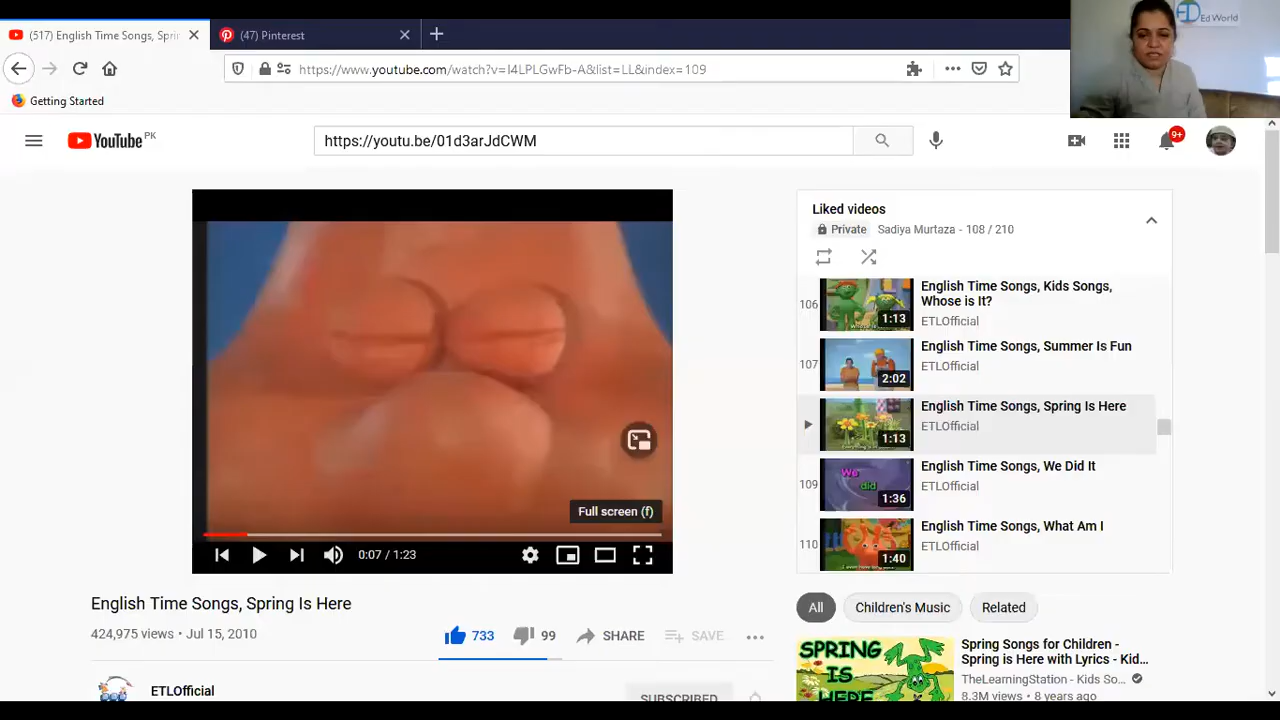 (517) English Time Songs, Sprin
(47) Pinterest
Ed World
https://www.youtube.com/watch?v=I4LPLGwFb-A&list=LL&index=109
Getting Started
YouTube PK
https://youtu.be/01d3arJdCWM
9+
Liked videos
Private Sadiya Murtaza - 108 / 210
106
English Time Songs, Kids Songs,
Whose is It?
1:13
ETLOfficial
107
English Time Songs, Summer Is Fun
ETLOfficial
2:02
English Time Songs, Spring Is Here
ETLOfficial
1:13
109
We
did
English Time Songs, We Did It
ETLOfficial
1:36
110
English Time Songs, What Am I
ETLOfficial
1:40
Full screen (f)
0:07 / 1:23
English Time Songs, Spring Is Here
424,975 views • Jul 15, 2010
733
99
SHARE
SAVE
ETLOfficial
SUBSCRIBED
All
Children's Music
Related
SPRING
IS
HERE
Spring Songs for Children -
Spring is Here with Lyrics - Kid...
TheLearningStation - Kids So...
8.3M views • 8 years ago